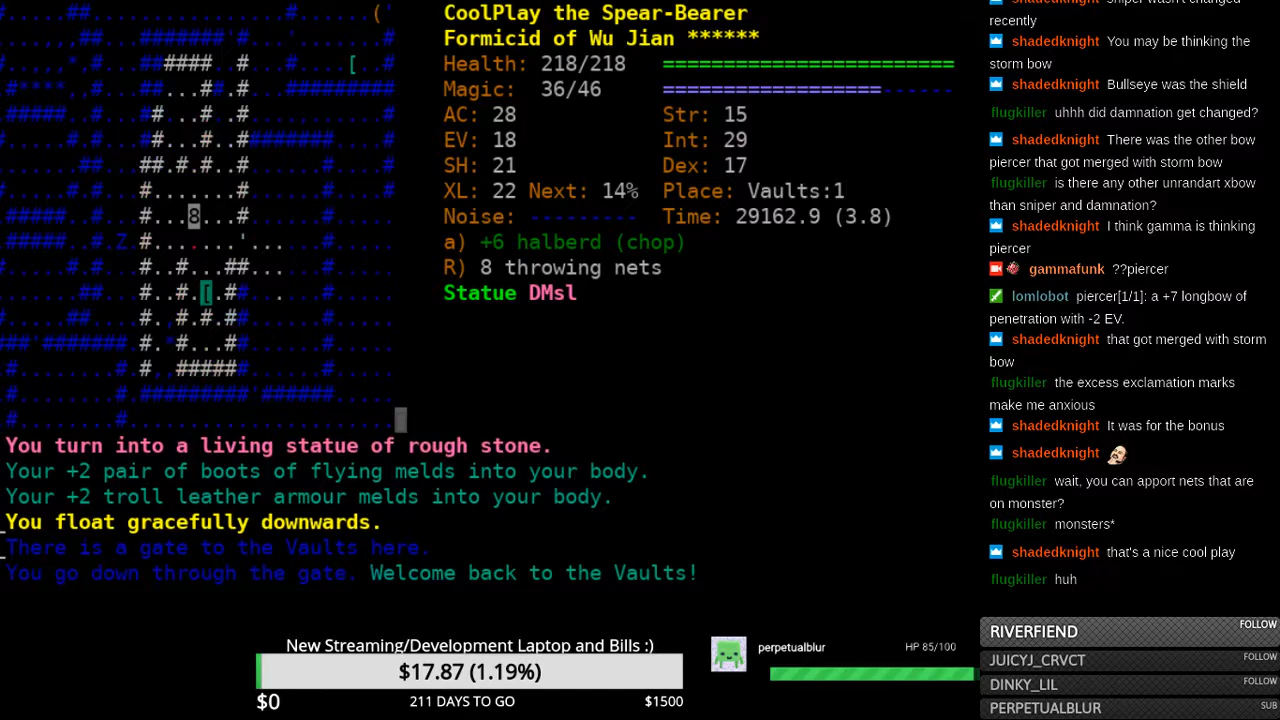 CoolPlay the Spear-Bearer
Formicid of Wu Jian ******
Health: 218/218 ========================
Magic: 36/46 ==================------
AC: 28 Str: 15
EV: 18 Int: 29
SH: 21 Dex: 17
XL: 22 Next: 14% Place: Vaults:1
Noise: --------- Time: 29162.9 (3.8)
a) +6 halberd (chop)
R) 8 throwing nets
Statue DMsl
You turn into a living statue of rough stone.
Your +2 pair of boots of flying melds into your body.
Your +2 troll leather armour melds into your body.
You float gracefully downwards.
There is a gate to the Vaults here.
You go down through the gate. Welcome back to the Vaults!
New Streaming/Development Laptop and Bills :)
$17.87 (1.19%)
$0 211 DAYS TO GO $1500
perpetualblur HP 85/100
recently
shadedknight You may be thinking the
storm bow
shadedknight Bullseye was the shield
flugkiller uhhh did damnation get changed?
shadedknight There was the other bow
piercer that got merged with storm bow
flugkiller is there any other unrandart xbow
than sniper and damnation?
shadedknight I think gamma is thinking
piercer
gammafunk ??piercer
lomlobot piercer[1/1]: a +7 longbow of
penetration with -2 EV.
shadedknight that got merged with storm
bow
flugkiller the excess exclamation marks
make me anxious
shadedknight It was for the bonus
shadedknight
flugkiller wait, you can apport nets that are
on monster?
flugkiller monsters*
shadedknight that's a nice cool play
flugkiller huh
RIVERFIEND FOLLOW
JUICYJ_CRVCT FOLLOW
DINKY_LIL FOLLOW
PERPETUALBLUR SUB